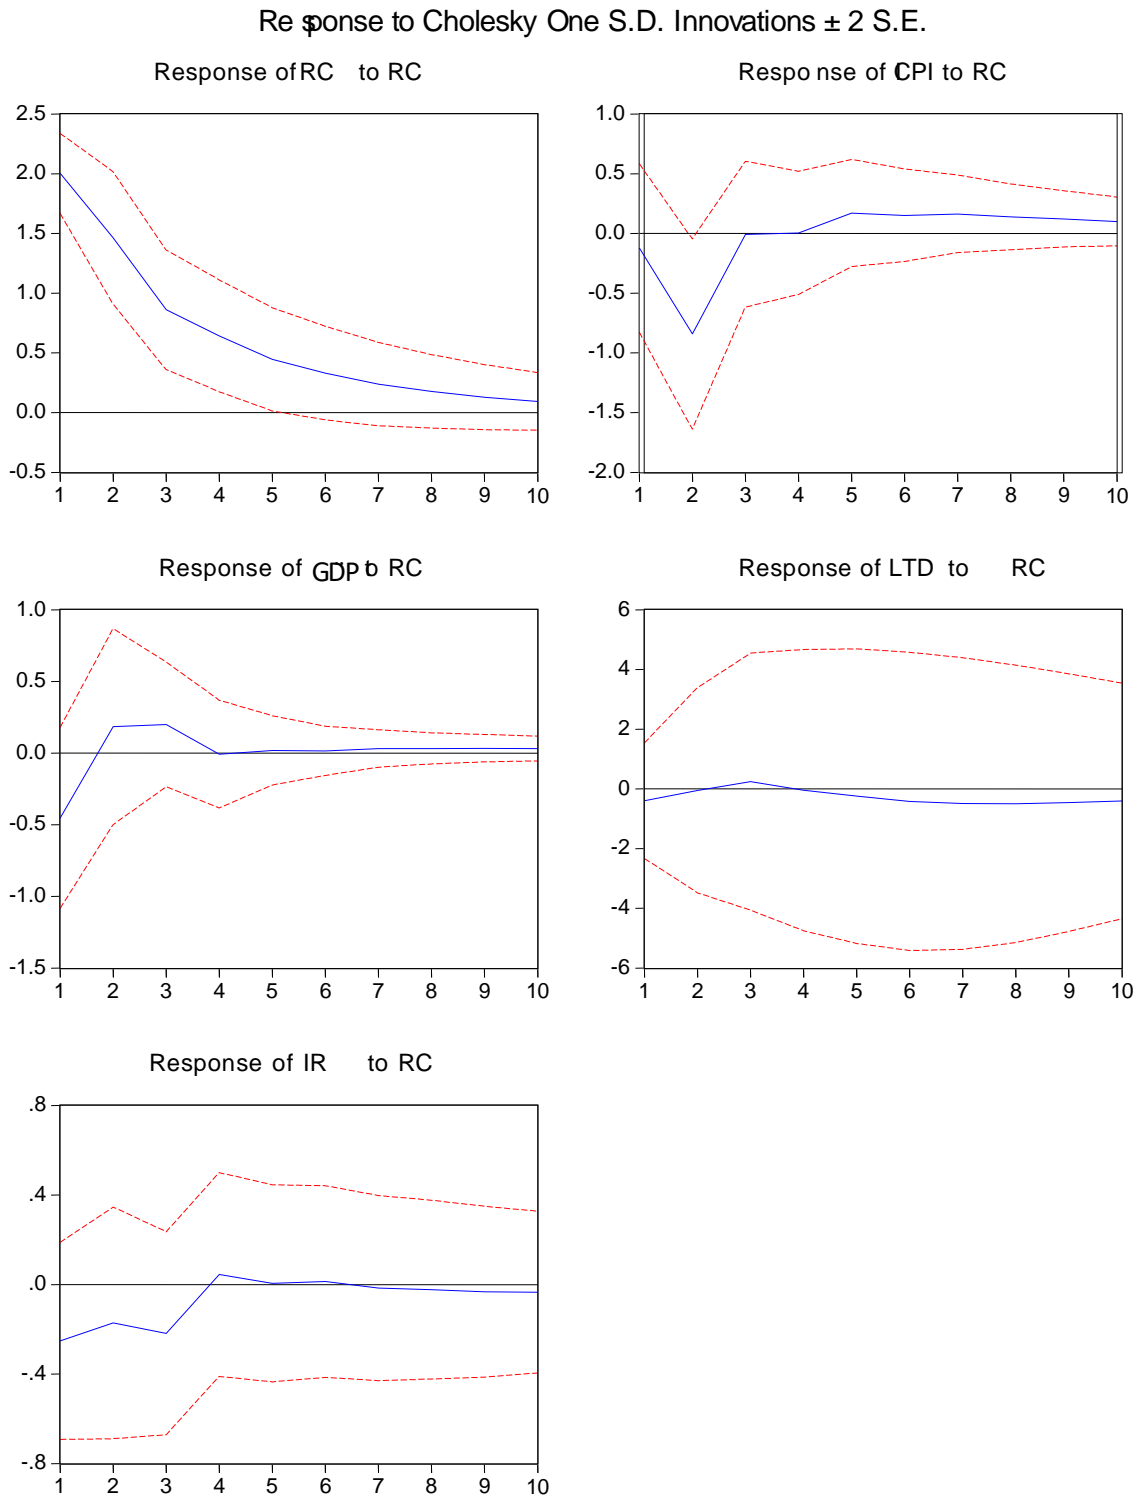 Response to Cholesky One S.D. Innovations ± 2 S.E.
Response of RC to RC
2.5
2.0
1.5
1.0
0.5
0.0
-0.5
1 2 3 4 5 6 7 8 9 10
Response of CPI to RC
1.0
0.5
0.0
-0.5
-1.0
-1.5
-2.0
1 2 3 4 5 6 7 8 9 10
Response of GDP to RC
1.0
0.5
0.0
-0.5
-1.0
-1.5
1 2 3 4 5 6 7 8 9 10
Response of LTD to RC
6
4
2
0
-2
-4
-6
1 2 3 4 5 6 7 8 9 10
Response of IR to RC
.8
.4
.0
-.4
-.8
1 2 3 4 5 6 7 8 9 10